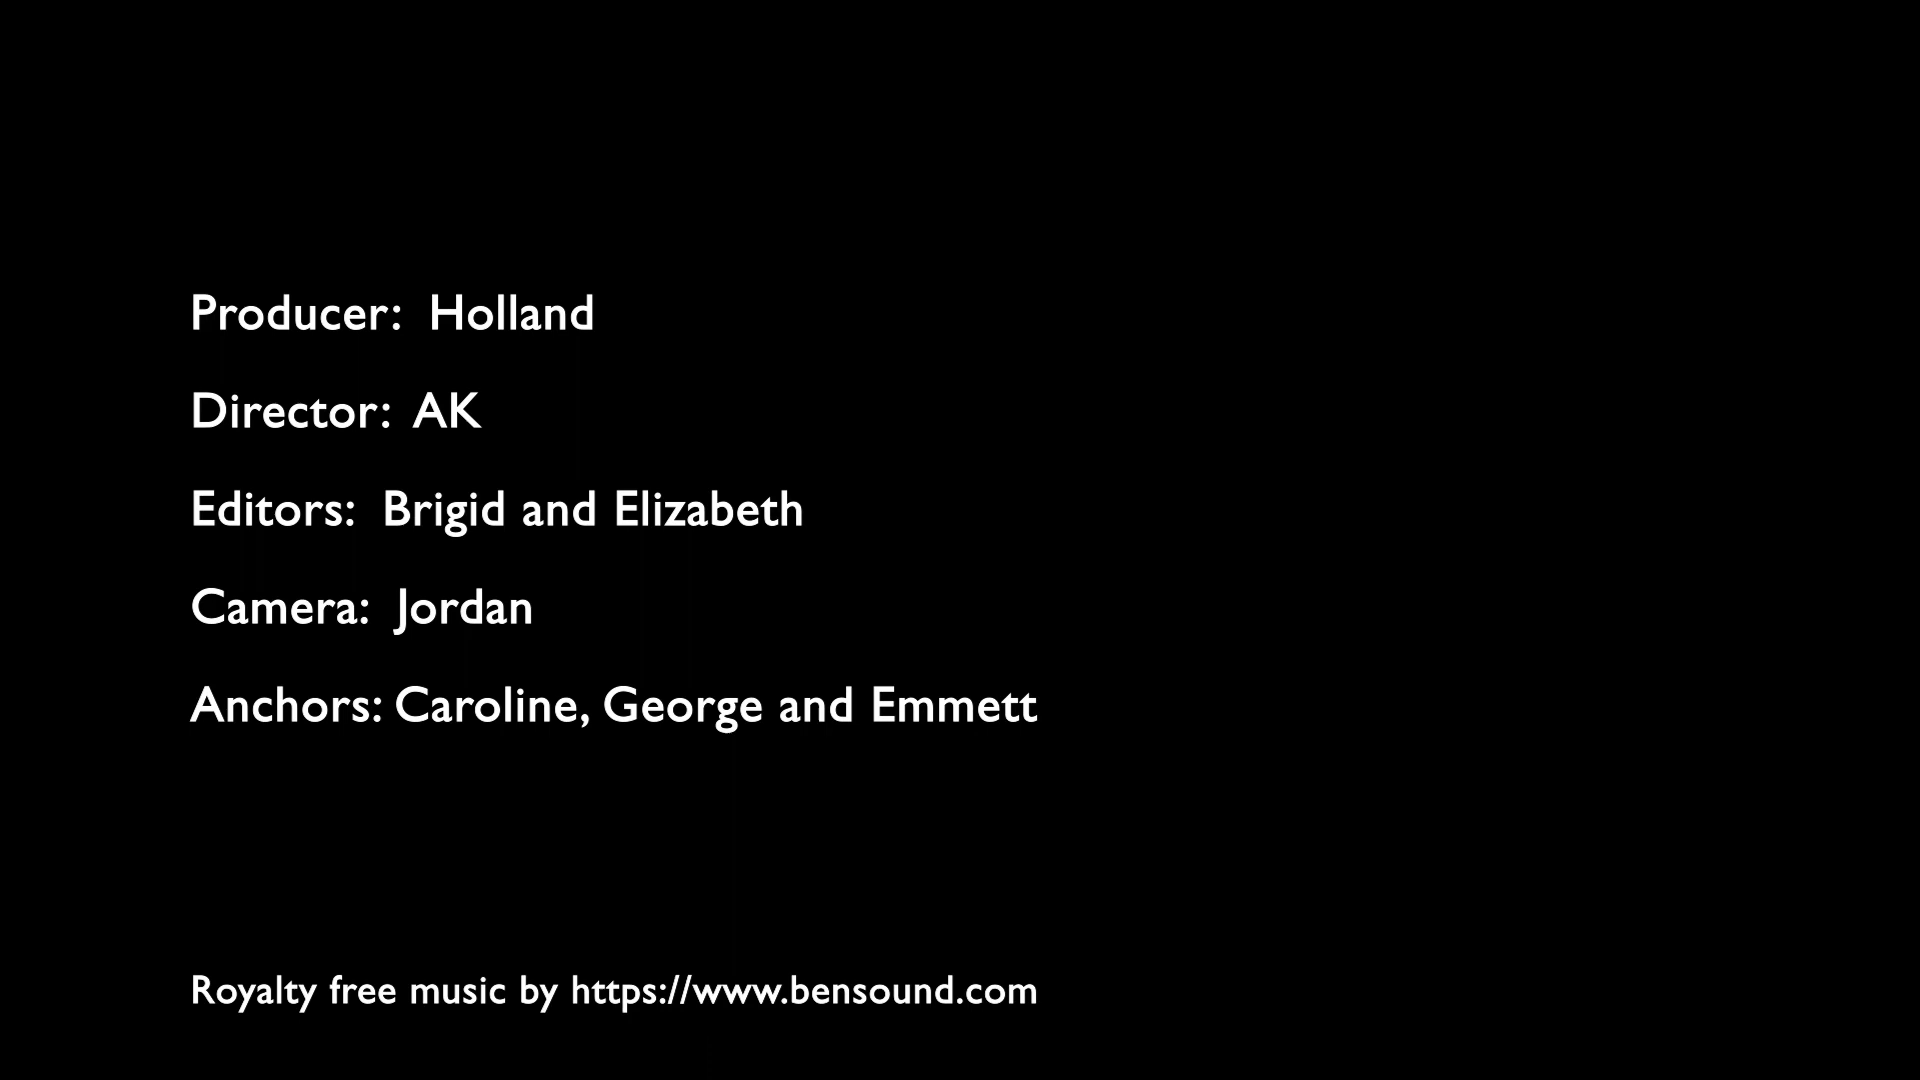 Producer:  Holland
Director:  AK
Editors:  Brigid and Elizabeth
Camera:  Jordan
Anchors: Caroline, George and Emmett
Royalty free music by https://www.bensound.com